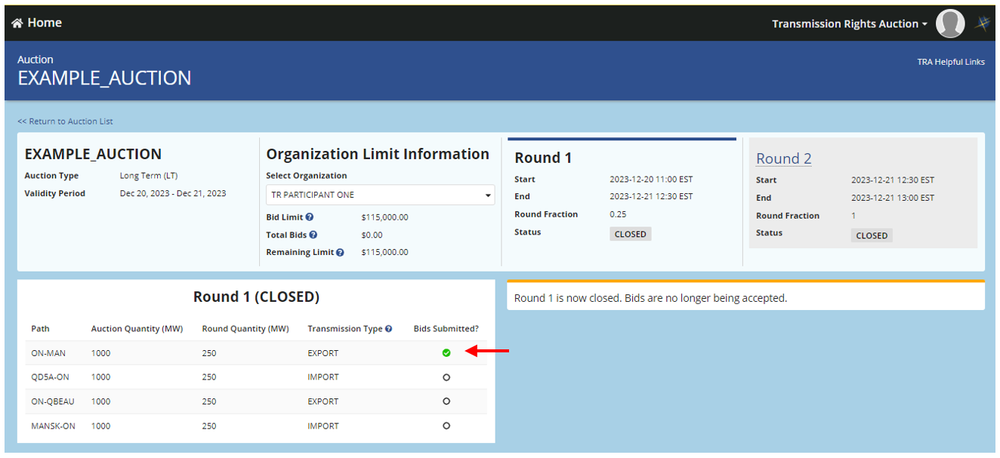 Home
Transmission Rights Auction
Auction
EXAMPLE_AUCTION
TRA Helpful Links
<< Return to Auction List
EXAMPLE_AUCTION
Auction Type Long Term (LT)
Validity Period Dec 20, 2023 - Dec 21, 2023
Organization Limit Information
Select Organization
TR PARTICIPANT ONE
Bid Limit ? $115,000.00
Total Bids ? $0.00
Remaining Limit ? $115,000.00
Round 1
Start 2023-12-20 11:00 EST
End 2023-12-21 12:30 EST
Round Fraction 0.25
Status CLOSED
Round 2
Start 2023-12-21 12:30 EST
End 2023-12-21 13:00 EST
Round Fraction 1
Status CLOSED
Round 1 (CLOSED)
Path Auction Quantity (MW) Round Quantity (MW) Transmission Type ? Bids Submitted?
ON-MAN 1000 250 EXPORT
QD5A-ON 1000 250 IMPORT
ON-QBEAU 1000 250 EXPORT
MANSK-ON 1000 250 IMPORT
Round 1 is now closed. Bids are no longer being accepted.